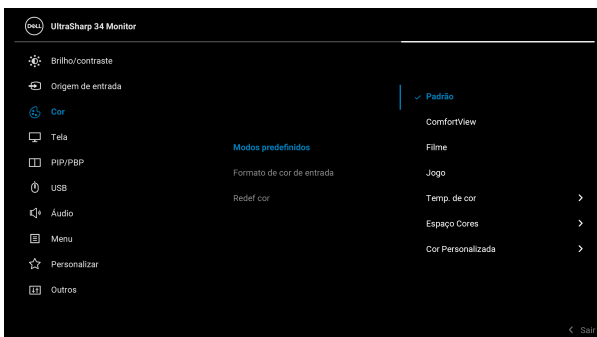 DELL UltraSharp 34 Monitor
Brilho/contraste
Origem de entrada
Cor
Tela
PIP/PBP
USB
Áudio
Menu
Personalizar
Outros
Modos predefinidos
Formato de cor de entrada
Redef cor
Padrão
ComfortView
Filme
Jogo
Temp. de cor
Espaço Cores
Cor Personalizada
Sair